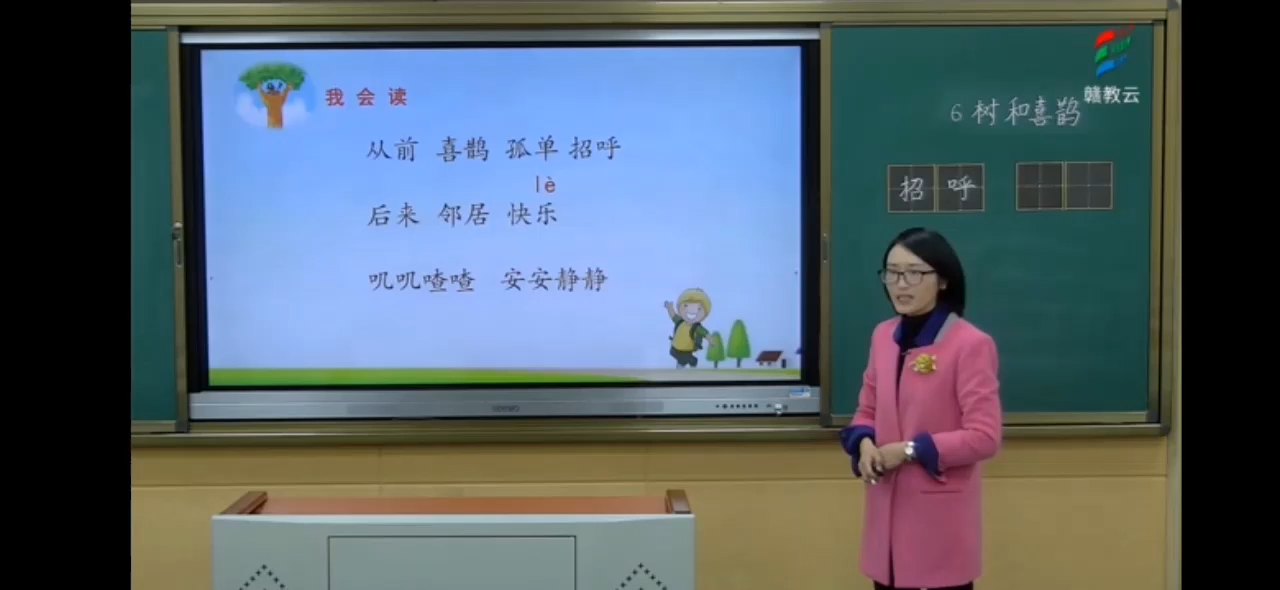 我会读
从前 喜鹊 孤单 招呼
lè
后来 邻居 快乐
叽叽喳喳 安安静静
赣教云
6 树和喜鹊
招呼